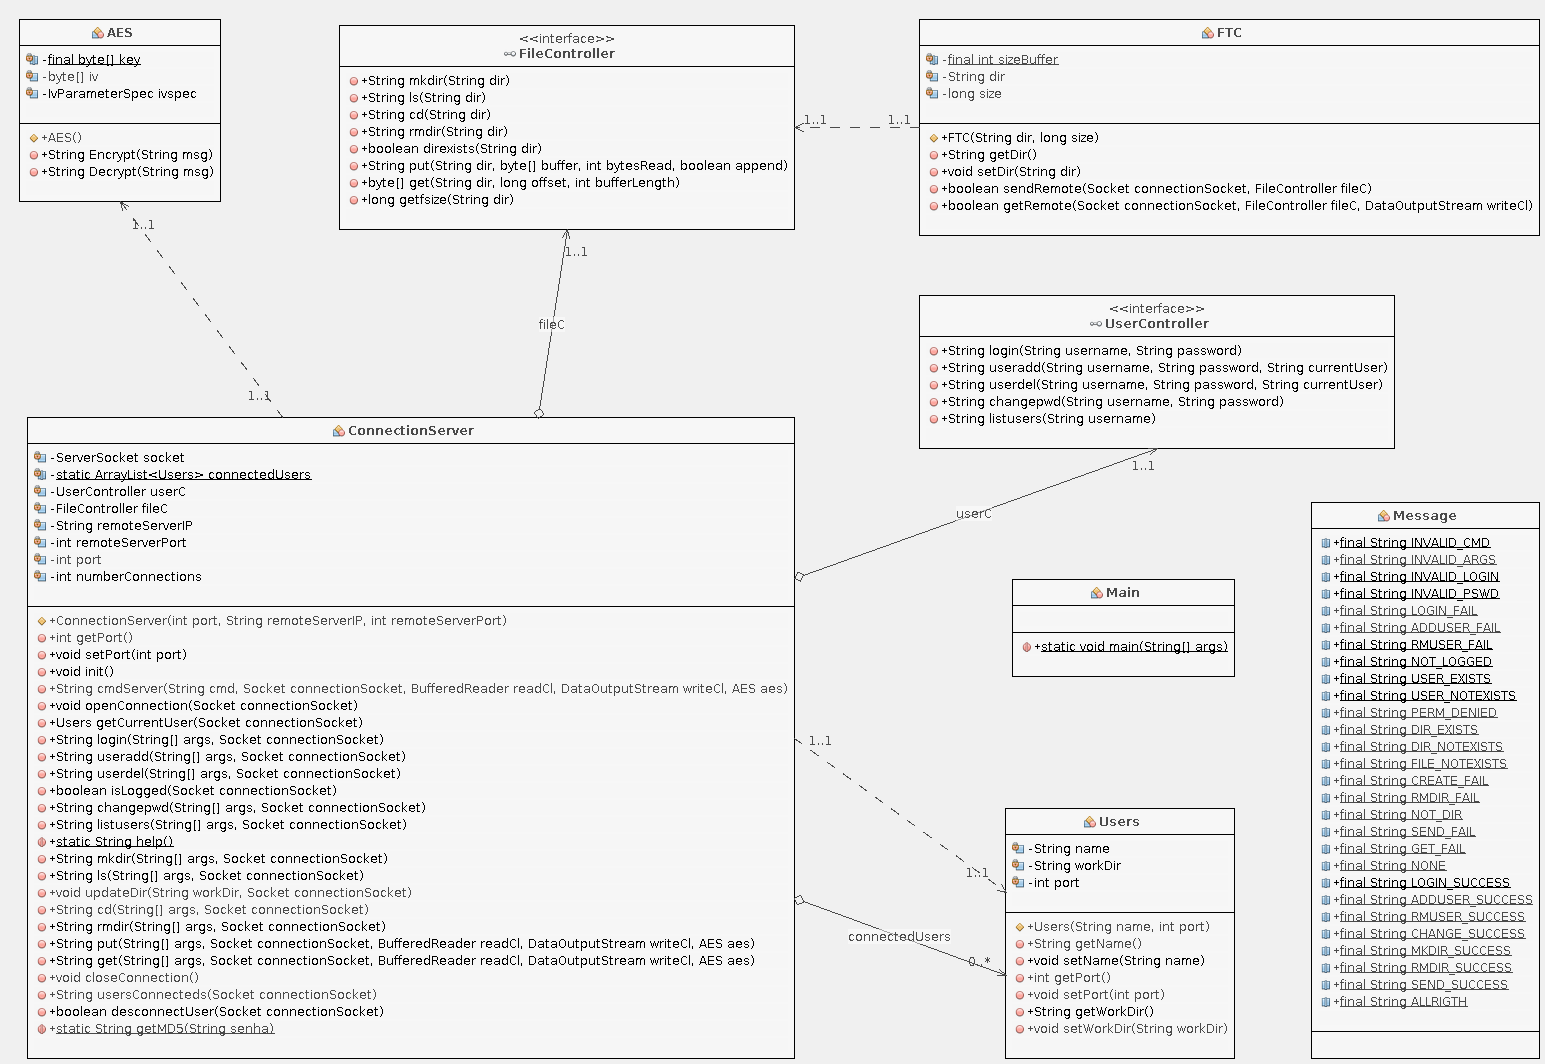 AES
-final byte[] key
-byte[] iv
-IvParameterSpec ivspec
+AES()
+String Encrypt(String msg)
+String Decrypt(String msg)
<<interface>>
FileController
+String mkdir(String dir)
+String ls(String dir)
+String cd(String dir)
+String rmdir(String dir)
+boolean direxists(String dir)
+String put(String dir, byte[] buffer, int bytesRead, boolean append)
+byte[] get(String dir, long offset, int bufferLength)
+long getfsize(String dir)
1..1
1..1
FTC
-final int sizeBuffer
-String dir
-long size
+FTC(String dir, long size)
+String getDir()
+void setDir(String dir)
+boolean sendRemote(Socket connectionSocket, FileController fileC)
+boolean getRemote(Socket connectionSocket, FileController fileC, DataOutputStream writeCl)
1..1
1..1
1..1
fileC
<<interface>>
UserController
+String login(String username, String password)
+String useradd(String username, String password, String currentUser)
+String userdel(String username, String password, String currentUser)
+String changepwd(String username, String password)
+String listusers(String username)
1..1
userC
ConnectionServer
-ServerSocket socket
-static ArrayList<Users> connectedUsers
-UserController userC
-FileController fileC
-String remoteServerIP
-int remoteServerPort
-int port
-int numberConnections
+ConnectionServer(int port, String remoteServerIP, int remoteServerPort)
+int getPort()
+void setPort(int port)
+void init()
+String cmdServer(String cmd, Socket connectionSocket, BufferedReader readCl, DataOutputStream writeCl, AES aes)
+void openConnection(Socket connectionSocket)
+Users getCurrentUser(Socket connectionSocket)
+String login(String[] args, Socket connectionSocket)
+String useradd(String[] args, Socket connectionSocket)
+String userdel(String[] args, Socket connectionSocket)
+boolean isLogged(Socket connectionSocket)
+String changepwd(String[] args, Socket connectionSocket)
+String listusers(String[] args, Socket connectionSocket)
+static String help()
+String mkdir(String[] args, Socket connectionSocket)
+String ls(String[] args, Socket connectionSocket)
+void updateDir(String workDir, Socket connectionSocket)
+String cd(String[] args, Socket connectionSocket)
+String rmdir(String[] args, Socket connectionSocket)
+String put(String[] args, Socket connectionSocket, BufferedReader readCl, DataOutputStream writeCl, AES aes)
+String get(String[] args, Socket connectionSocket, BufferedReader readCl, DataOutputStream writeCl, AES aes)
+void closeConnection()
+String usersConnecteds(Socket connectionSocket)
+boolean desconnectUser(Socket connectionSocket)
+static String getMD5(String senha)
Main
+static void main(String[] args)
1..1
1..1
connectedUsers
0..*
Users
-String name
-String workDir
-int port
+Users(String name, int port)
+String getName()
+void setName(String name)
+int getPort()
+void setPort(int port)
+String getWorkDir()
+void setWorkDir(String workDir)
Message
+final String INVALID_CMD
+final String INVALID_ARGS
+final String INVALID_LOGIN
+final String INVALID_PSWD
+final String LOGIN_FAIL
+final String ADDUSER_FAIL
+final String RMUSER_FAIL
+final String NOT_LOGGED
+final String USER_EXISTS
+final String USER_NOTEXISTS
+final String PERM_DENIED
+final String DIR_EXISTS
+final String DIR_NOTEXISTS
+final String FILE_NOTEXISTS
+final String CREATE_FAIL
+final String RMDIR_FAIL
+final String NOT_DIR
+final String SEND_FAIL
+final String GET_FAIL
+final String NONE
+final String LOGIN_SUCCESS
+final String ADDUSER_SUCCESS
+final String RMUSER_SUCCESS
+final String CHANGE_SUCCESS
+final String MKDIR_SUCCESS
+final String RMDIR_SUCCESS
+final String SEND_SUCCESS
+final String ALLRIGTH